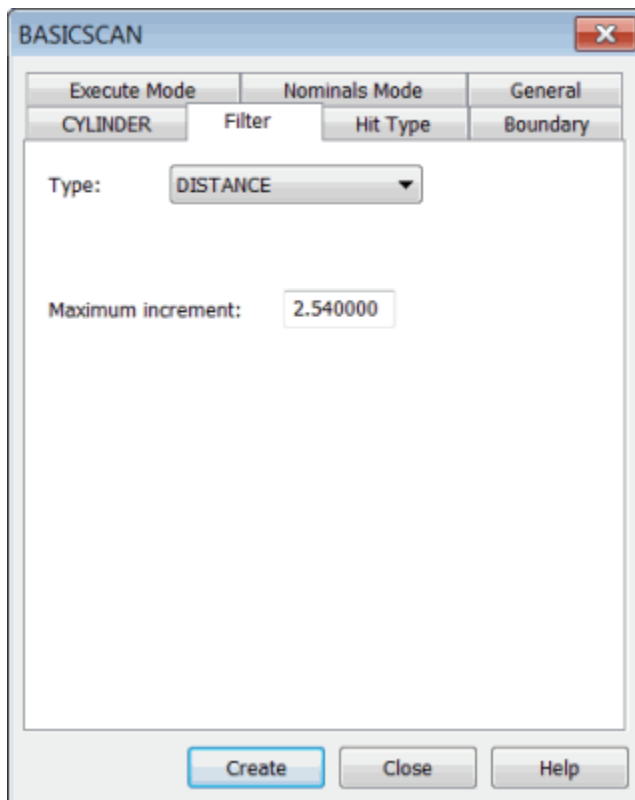 BASICSCAN
Execute Mode Nominals Mode General
CYLINDER Filter Hit Type Boundary
Type: DISTANCE
Maximum increment: 2.540000
Create Close Help